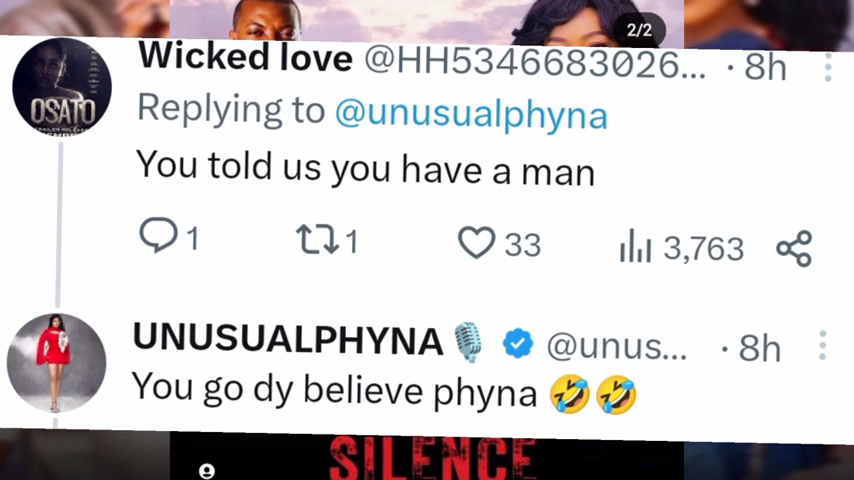 2/2
Wicked love @HH5346683026... · 8h
OSATO
Replying to @unusualphyna
You told us you have a man
1 1 33 3,763
UNUSUALPHYNA🎙️ @unus... · 8h
You go dy believe phyna 🤣🤣
SILENCE